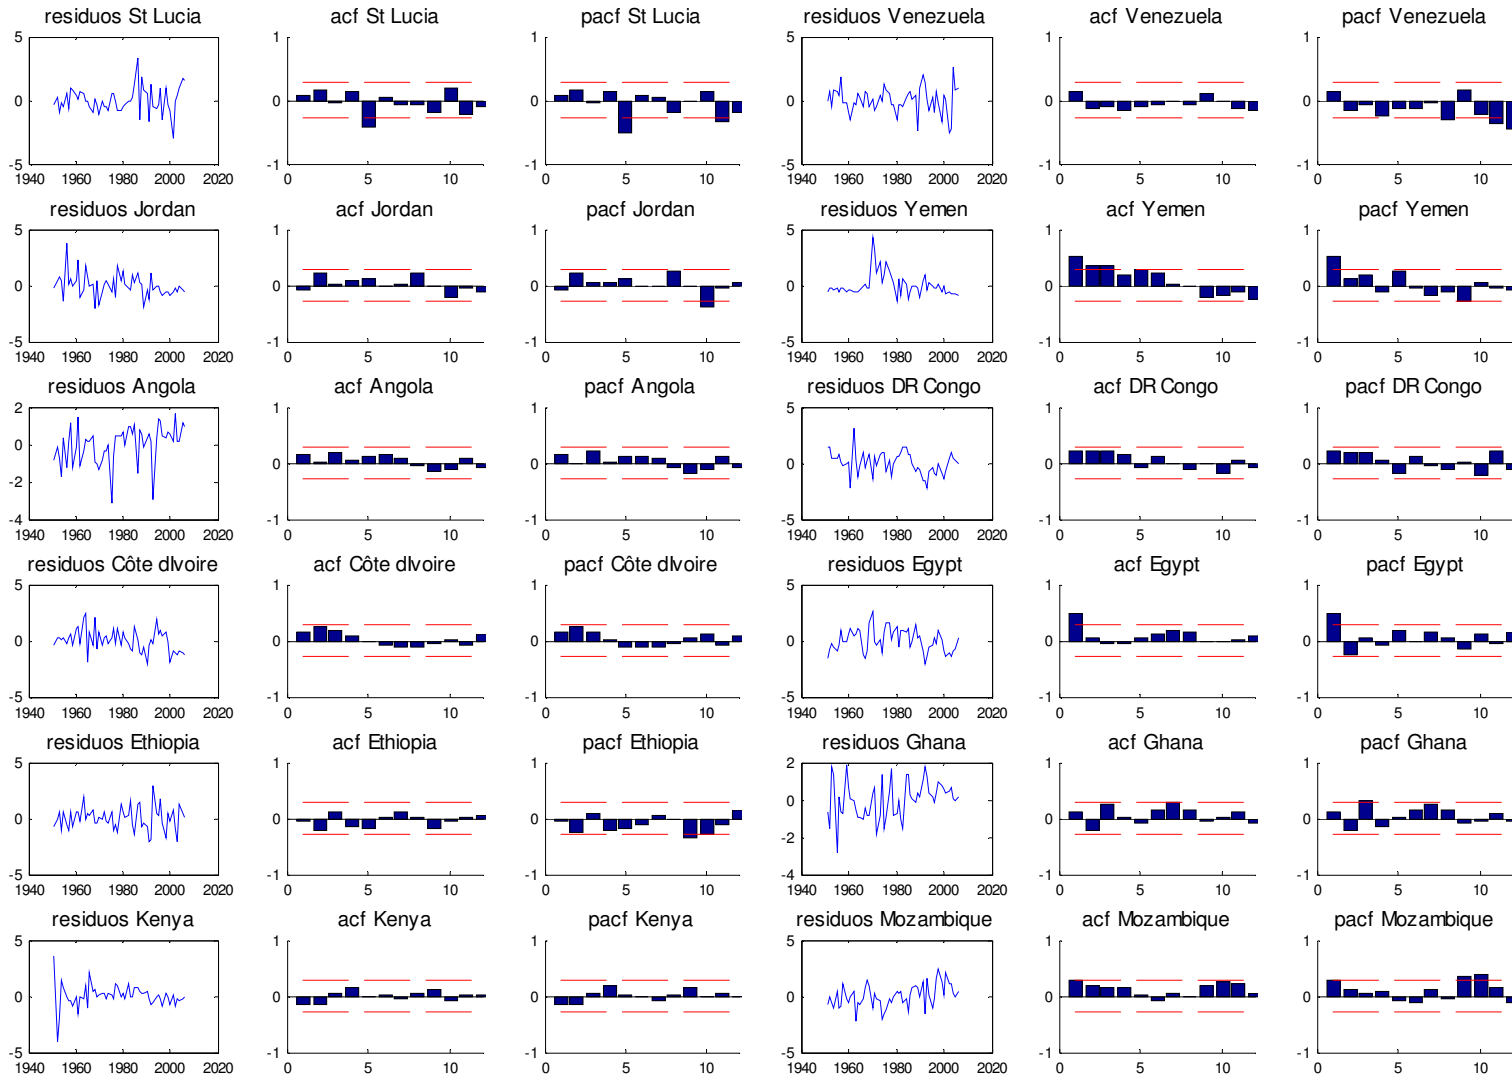 residuos St Lucia
acf St Lucia
pacf St Lucia
residuos Venezuela
acf Venezuela
pacf Venezuela
5 1 1 5 1 1
0 0 0 0 0 0
-5 -1 -1 -5 -1 -1
1940 1960 1980 2000 2020 0 5 10 0 5 10 1940 1960 1980 2000 2020 0 5 10 0 5 10
residuos Jordan
acf Jordan
pacf Jordan
residuos Yemen
acf Yemen
pacf Yemen
5 1 1 5 1 1
0 0 0 0 0 0
-5 -1 -1 -5 -1 -1
1940 1960 1980 2000 2020 0 5 10 0 5 10 1940 1960 1980 2000 2020 0 5 10 0 5 10
residuos Angola
acf Angola
pacf Angola
residuos DR Congo
acf DR Congo
pacf DR Congo
2 1 1 5 1 1
0 0 0 0 0 0
-2
-4 -1 -1 -5 -1 -1
1940 1960 1980 2000 2020 0 5 10 0 5 10 1940 1960 1980 2000 2020 0 5 10 0 5 10
residuos Côte dIvoire
acf Côte dIvoire
pacf Côte dIvoire
residuos Egypt
acf Egypt
pacf Egypt
5 1 1 5 1 1
0 0 0 0 0 0
-5 -1 -1 -5 -1 -1
1940 1960 1980 2000 2020 0 5 10 0 5 10 1940 1960 1980 2000 2020 0 5 10 0 5 10
residuos Ethiopia
acf Ethiopia
pacf Ethiopia
residuos Ghana
acf Ghana
pacf Ghana
5 1 1 2 1 1
0 0 0 0 0 0
-2
-5 -1 -1 -4 -1 -1
1940 1960 1980 2000 2020 0 5 10 0 5 10 1940 1960 1980 2000 2020 0 5 10 0 5 10
residuos Kenya
acf Kenya
pacf Kenya
residuos Mozambique
acf Mozambique
pacf Mozambique
5 1 1 5 1 1
0 0 0 0 0 0
-5 -1 -1 -5 -1 -1
1940 1960 1980 2000 2020 0 5 10 0 5 10 1940 1960 1980 2000 2020 0 5 10 0 5 10